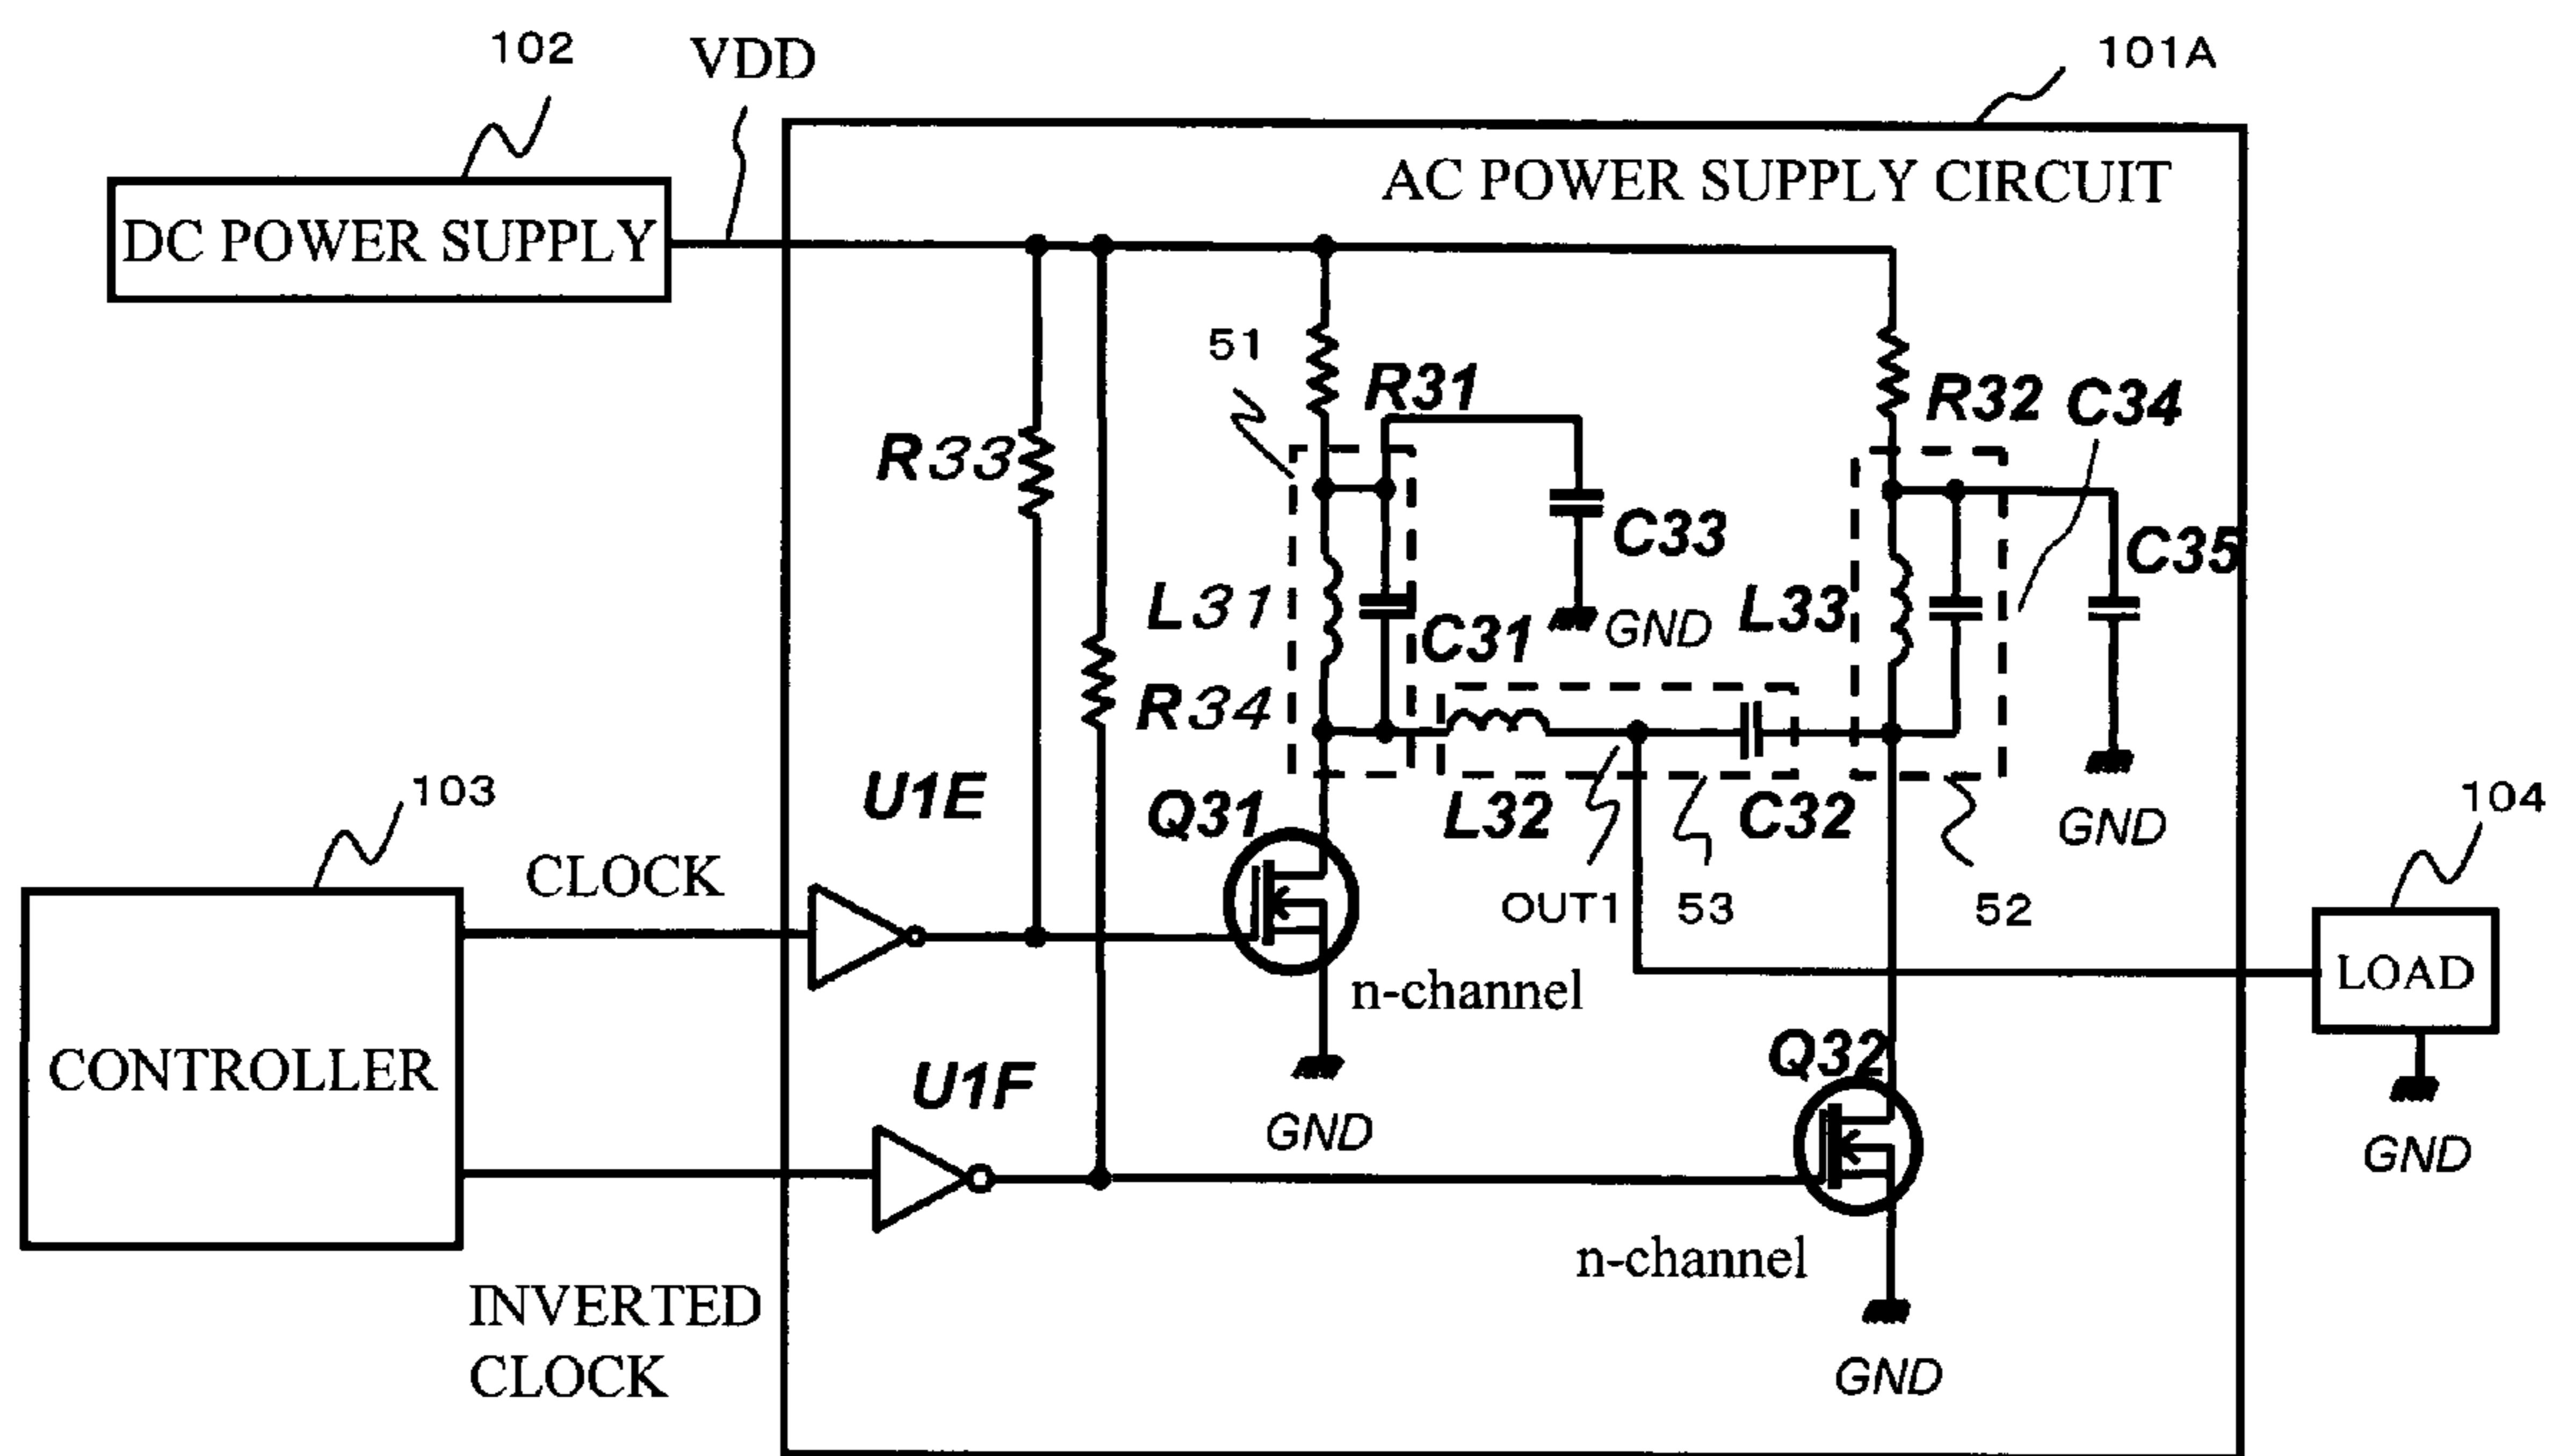 102
VDD
101A
AC POWER SUPPLY CIRCUIT
DC POWER SUPPLY
51
R31
R32
C34
R33
C33
C35
L31
GND
L33
C31
R34
103
U1E
Q31
L32
C32
GND
104
CLOCK
OUT1
53
52
LOAD
n-channel
CONTROLLER
U1F
Q32
GND
GND
n-channel
INVERTED
CLOCK
GND